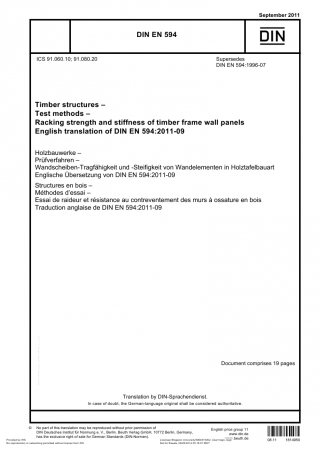 September 2011
DIN EN 594
DIN
ICS 91.060.10; 91.080.20
Supersedes
DIN EN 594:1996-07
Timber structures –
Test methods –
Racking strength and stiffness of timber frame wall panels
English translation of DIN EN 594:2011-09
Holzbauwerke –
Prüfverfahren –
Wandscheiben-Tragfähigkeit und -Steifigkeit von Wandelementen in Holztafelbauart
Englische Übersetzung von DIN EN 594:2011-09
Structures en bois –
Méthodes d'essai –
Essai de raideur et résistance au contreventement des murs à ossature en bois
Traduction anglaise de DIN EN 594:2011-09
Document comprises 19 pages
Translation by DIN-Sprachendienst.
In case of doubt, the German-language original shall be considered authoritative.
© No part of this translation may be reproduced without prior permission of
DIN Deutsches Institut für Normung e. V., Berlin. Beuth Verlag GmbH, 10772 Berlin, Germany,
has the exclusive right of sale for German Standards (DIN-Normen).
English price group 11
www.din.de
www.beuth.de